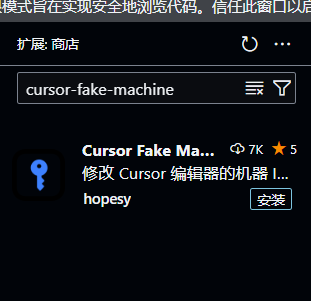 模式旨在实现安全地浏览代码。信任此窗口以启
扩展: 商店
cursor-fake-machine
Cursor Fake Ma... 7K 5
修改 Cursor 编辑器的机器 I...
hopesy 安装